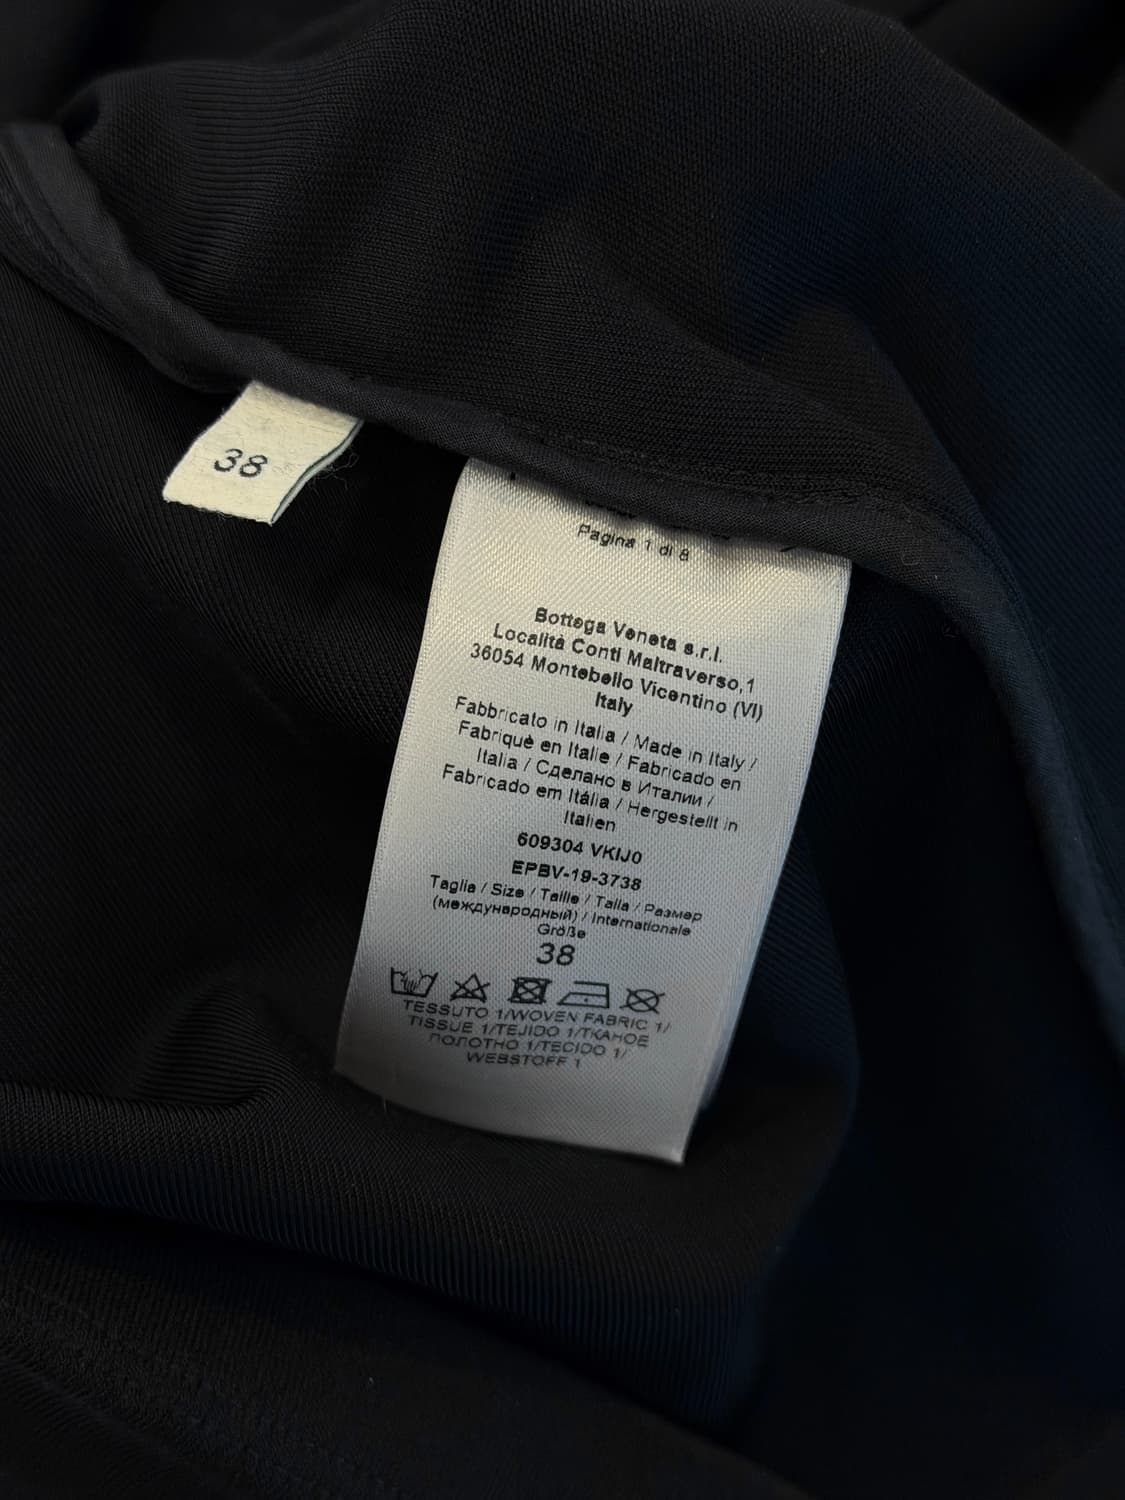 38
Pagina 1 di 8
Bottega Veneta s.r.l.
Località Conti Maltraverso,1
36054 Montebello Vicentino (VI)
Italy
Fabbricato in Italia / Made in Italy /
Fabriquè en Italie / Fabricado en
Italia / Сделано в Италии /
Fabricado em Itália / Hergestellt in
Italien
609304 VKIJ0
EPBV-19-3738
Taglia / Size / Taille / Talla / Размер
(международный) / Internationale
Größe
38
TESSUTO 1/WOVEN FABRIC 1/
TISSUE 1/TEJIDO 1/ТКАНОЕ
ПОЛОТНО 1/TECIDO 1/
WEBSTOFF 1